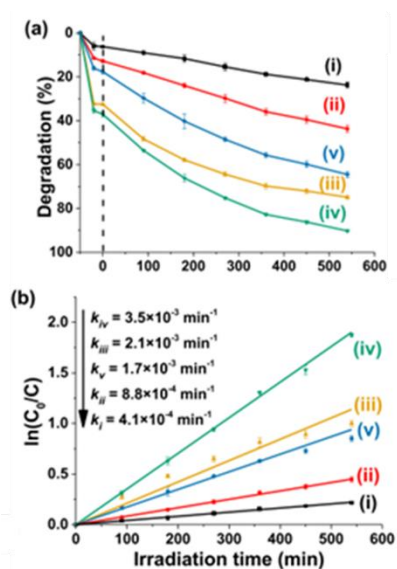 (a)
0
20
40
60
80
100
Degradation (%)
(i)
(ii)
(v)
(iii)
(iv)
0 100 200 300 400 500 600
(b)
2.0
1.5
1.0
0.5
0.0
ln(C₀/C)
k_iv = 3.5×10⁻³ min⁻¹
k_iii = 2.1×10⁻³ min⁻¹
k_v = 1.7×10⁻³ min⁻¹
k_ii = 8.8×10⁻⁴ min⁻¹
k_i = 4.1×10⁻⁴ min⁻¹
(iv)
(iii)
(v)
(ii)
(i)
0 100 200 300 400 500 600
Irradiation time (min)